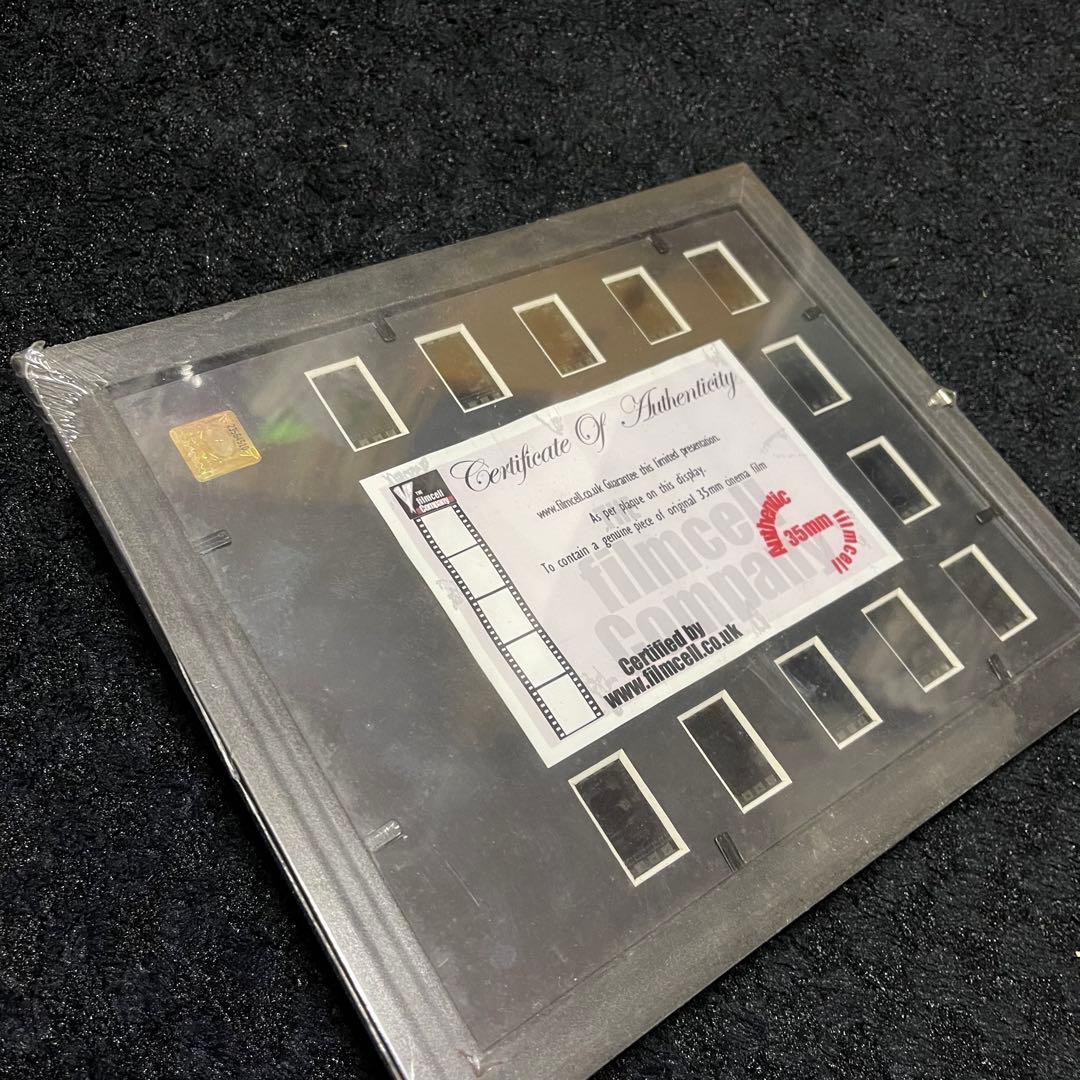 Certificate Of Authenticity
THE
filmcell
Company
www.filmcell.co.uk Guarantee this limited presentation.
As per plaque on this display.
To contain a genuine piece of original 35mm cinema film
THE
filmcell
company
Authentic
35mm
filmcell
Certified by
www.filmcell.co.uk